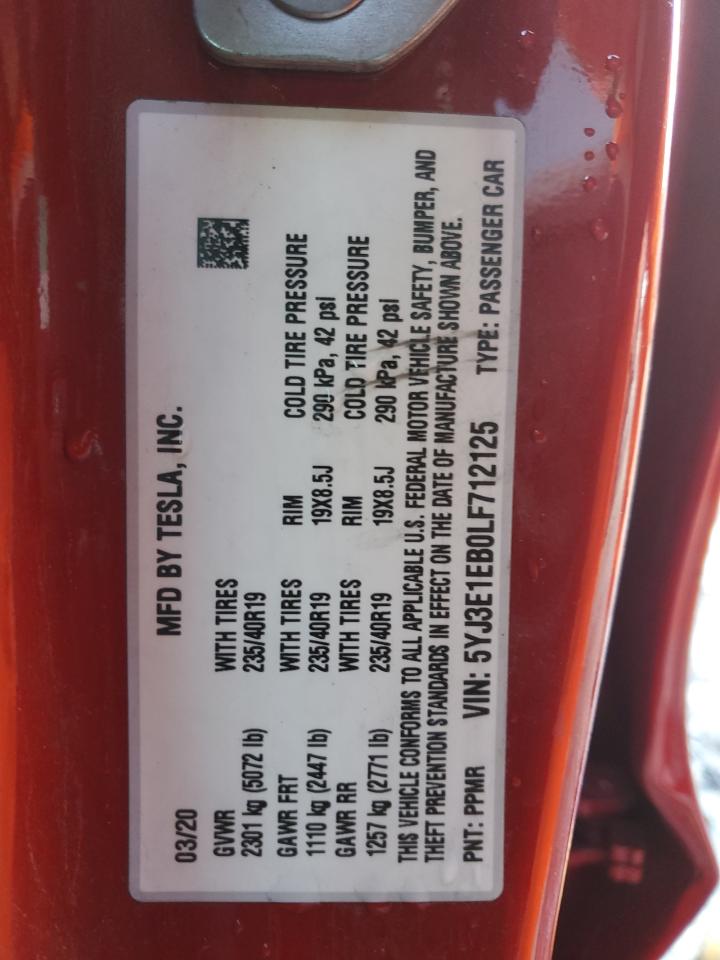 MFD BY TESLA, INC.
03/20
GVWR WITH TIRES
2301 kg (5072 lb) 235/40R19
GAWR FRT WITH TIRES RIM COLD TIRE PRESSURE
1110 kg (2447 lb) 235/40R19 19X8.5J 290 kPa, 42 psi
GAWR RR WITH TIRES RIM COLD TIRE PRESSURE
1257 kg (2771 lb) 235/40R19 19X8.5J 290 kPa, 42 psi
THIS VEHICLE CONFORMS TO ALL APPLICABLE U.S. FEDERAL MOTOR VEHICLE SAFETY, BUMPER, AND
THEFT PREVENTION STANDARDS IN EFFECT ON THE DATE OF MANUFACTURE SHOWN ABOVE.
PNT: PPMR VIN: 5YJ3E1EB0LF712125 TYPE: PASSENGER CAR